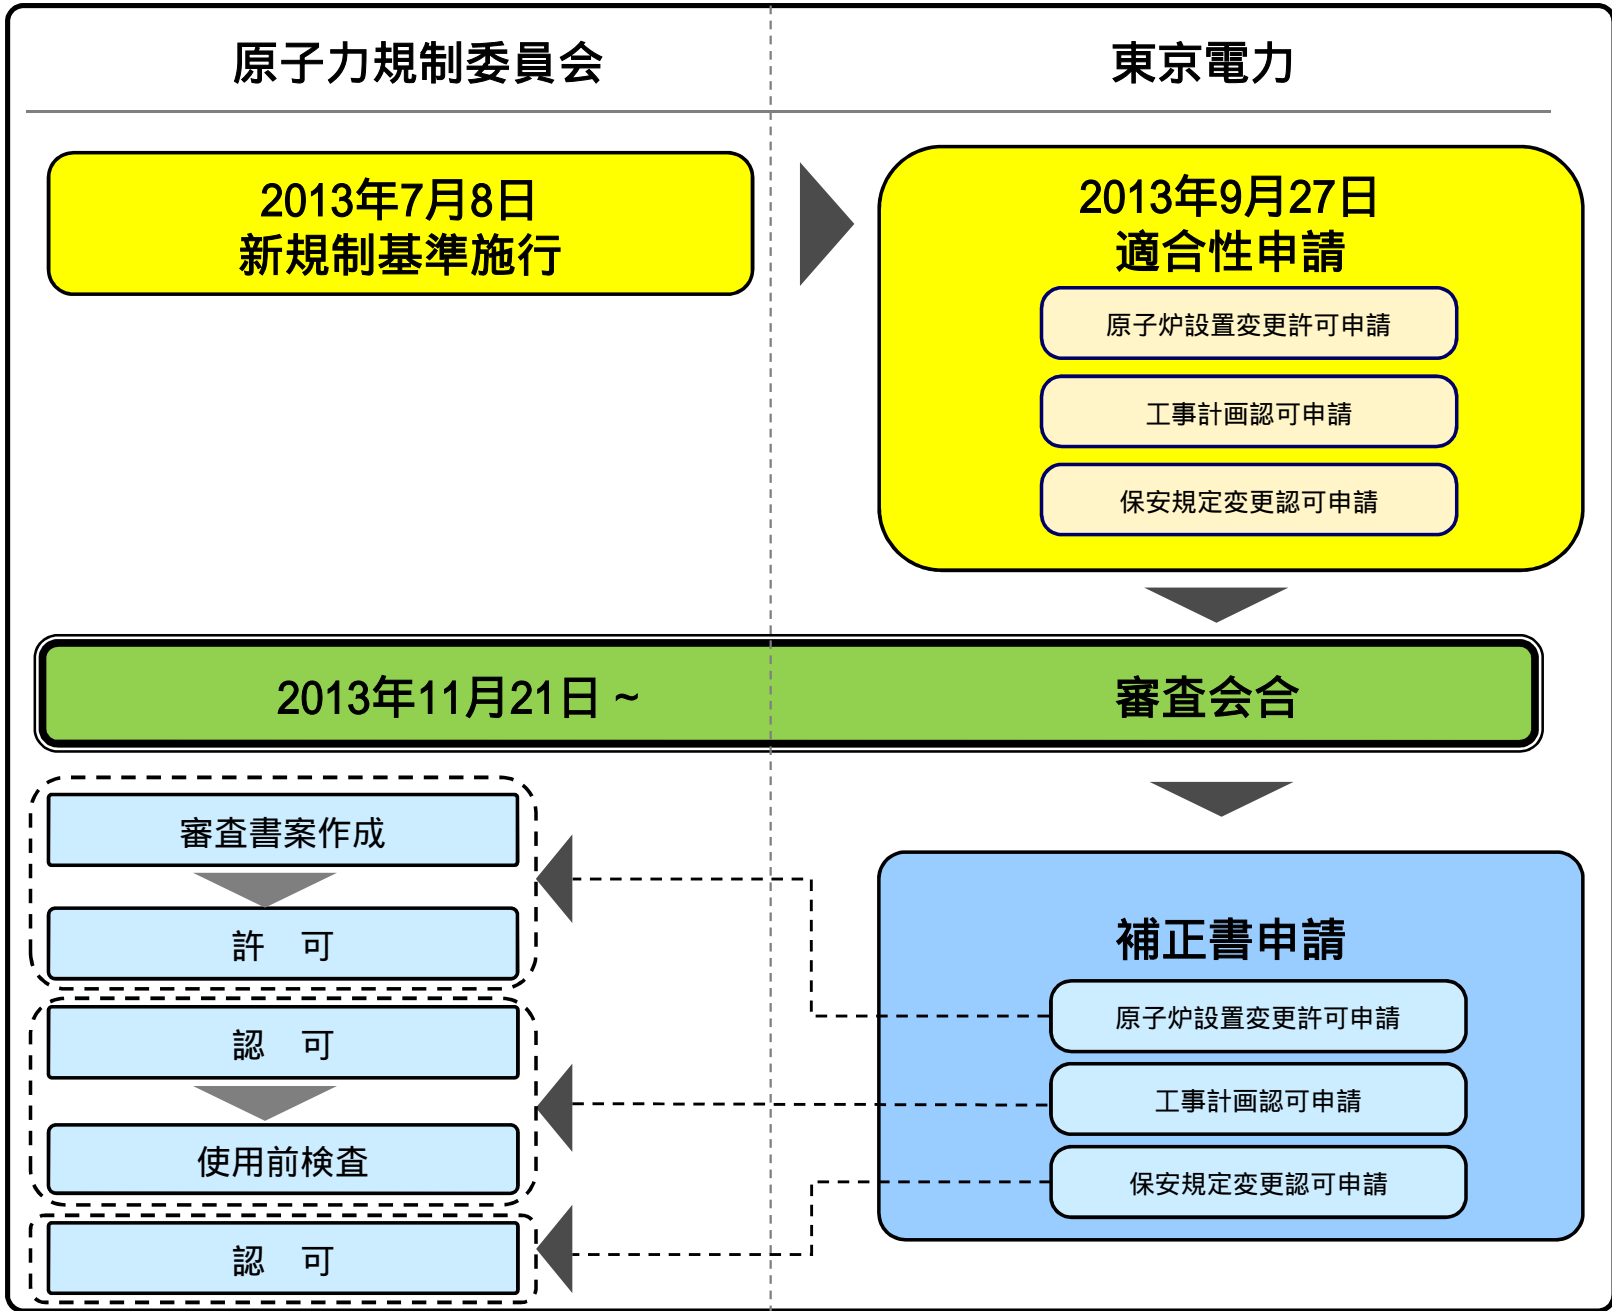 原子力規制委員会
東京電力
2013年7月8日
新規制基準施行
2013年9月27日
適合性申請
原子炉設置変更許可申請
工事計画認可申請
保安規定変更認可申請
2013年11月21日 ~
審査会合
審査書案作成
許　可
認　可
使用前検査
認　可
補正書申請
原子炉設置変更許可申請
工事計画認可申請
保安規定変更認可申請